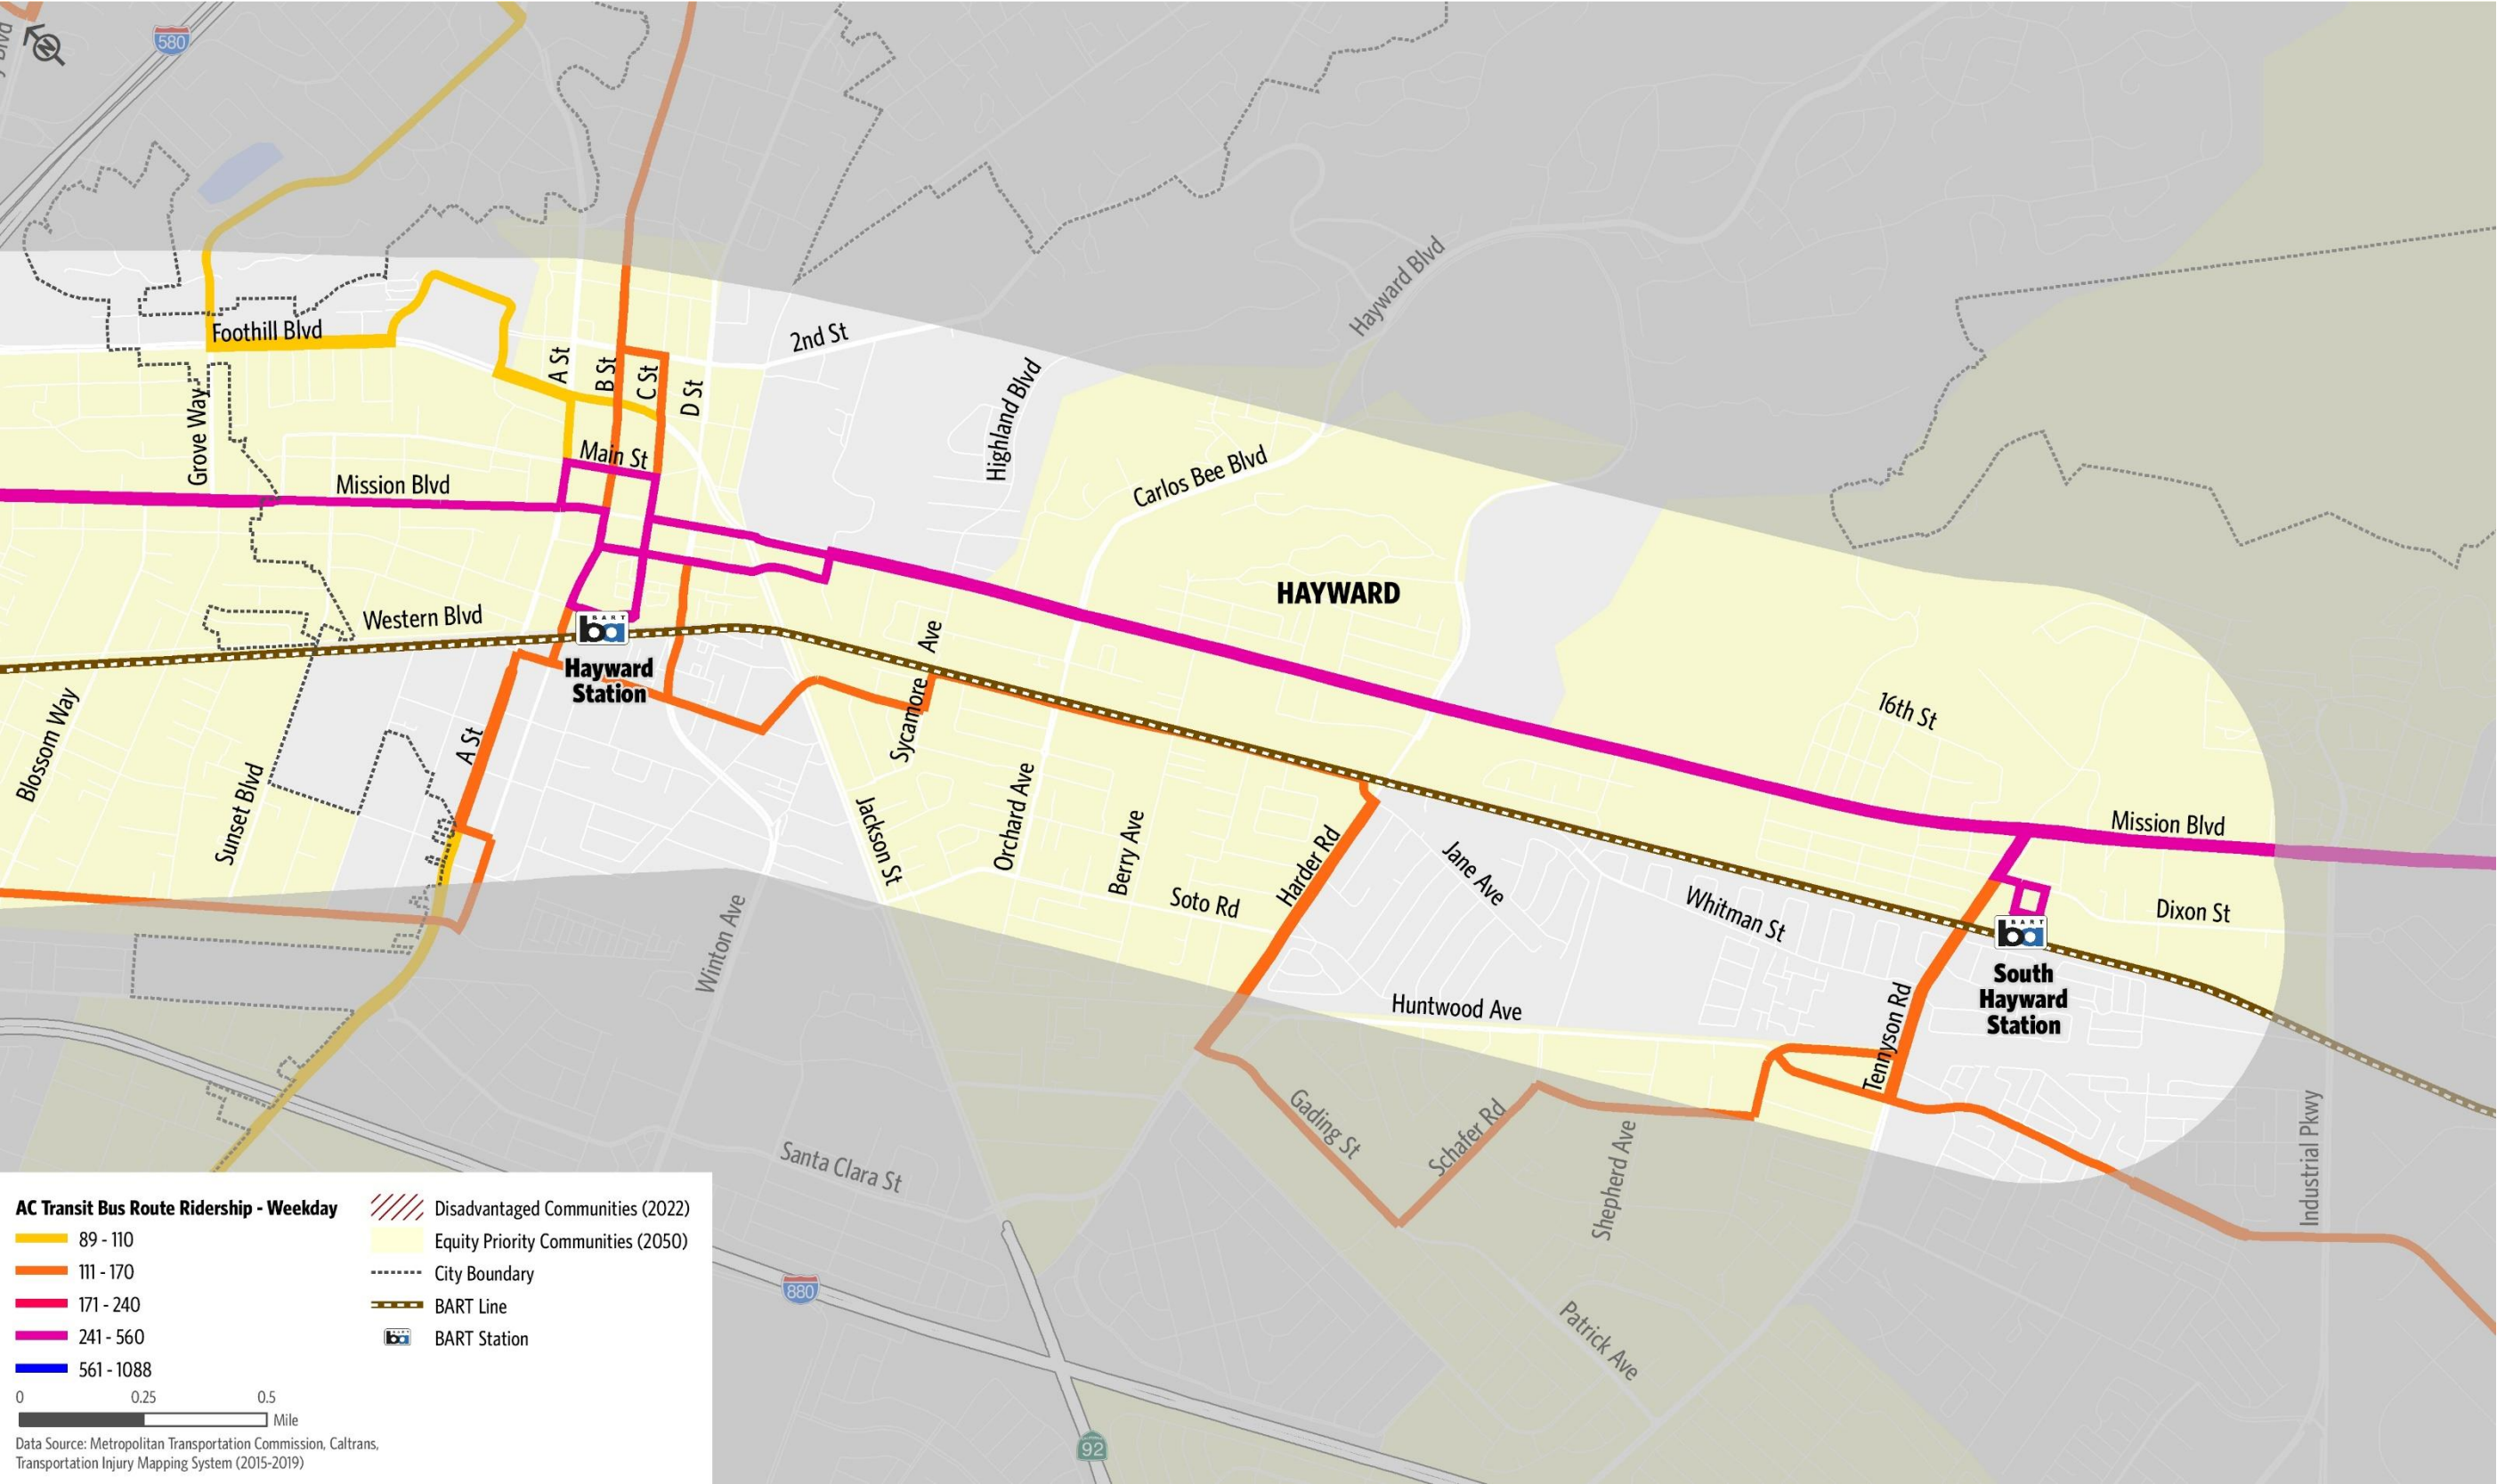 y Blvd
580
N
Hayward Blvd
Foothill Blvd
2nd St
A St
B St
C St
D St
Highland Blvd
Grove Way
Main St
Carlos Bee Blvd
Mission Blvd
HAYWARD
Western Blvd
BART
ba
Hayward
Station
Sycamore Ave
16th St
Blossom Way
A St
Sunset Blvd
Jackson St
Orchard Ave
Berry Ave
Harder Rd
Jane Ave
Mission Blvd
Soto Rd
Whitman St
Dixon St
BART
ba
South
Hayward
Station
Winton Ave
Huntwood Ave
Tennyson Rd
Gading St
Schafer Rd
Shepherd Ave
Industrial Pkwy
Santa Clara St
880
Patrick Ave
92
AC Transit Bus Route Ridership - Weekday
89 - 110
111 - 170
171 - 240
241 - 560
561 - 1088
Disadvantaged Communities (2022)
Equity Priority Communities (2050)
City Boundary
BART Line
ba
BART Station
0 0.25 0.5
Mile
Data Source: Metropolitan Transportation Commission, Caltrans,
Transportation Injury Mapping System (2015-2019)